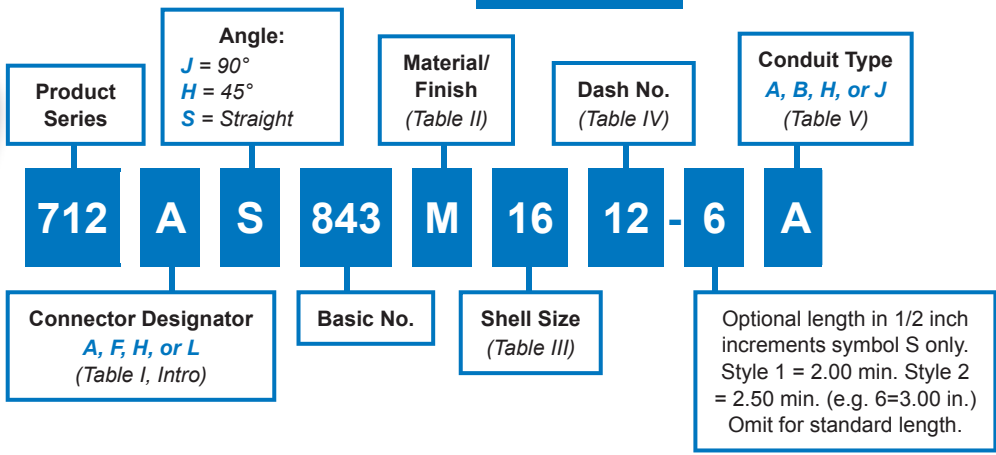 Product
Series
Angle:
J = 90°
H = 45°
S = Straight
Material/
Finish
(Table II)
Dash No.
(Table IV)
Conduit Type
A, B, H, or J
(Table V)
712 A S 843 M 16 12 - 6 A
Connector Designator
A, F, H, or L
(Table I, Intro)
Basic No.
Shell Size
(Table III)
Optional length in 1/2 inch
increments symbol S only.
Style 1 = 2.00 min. Style 2
= 2.50 min. (e.g. 6=3.00 in.)
Omit for standard length.